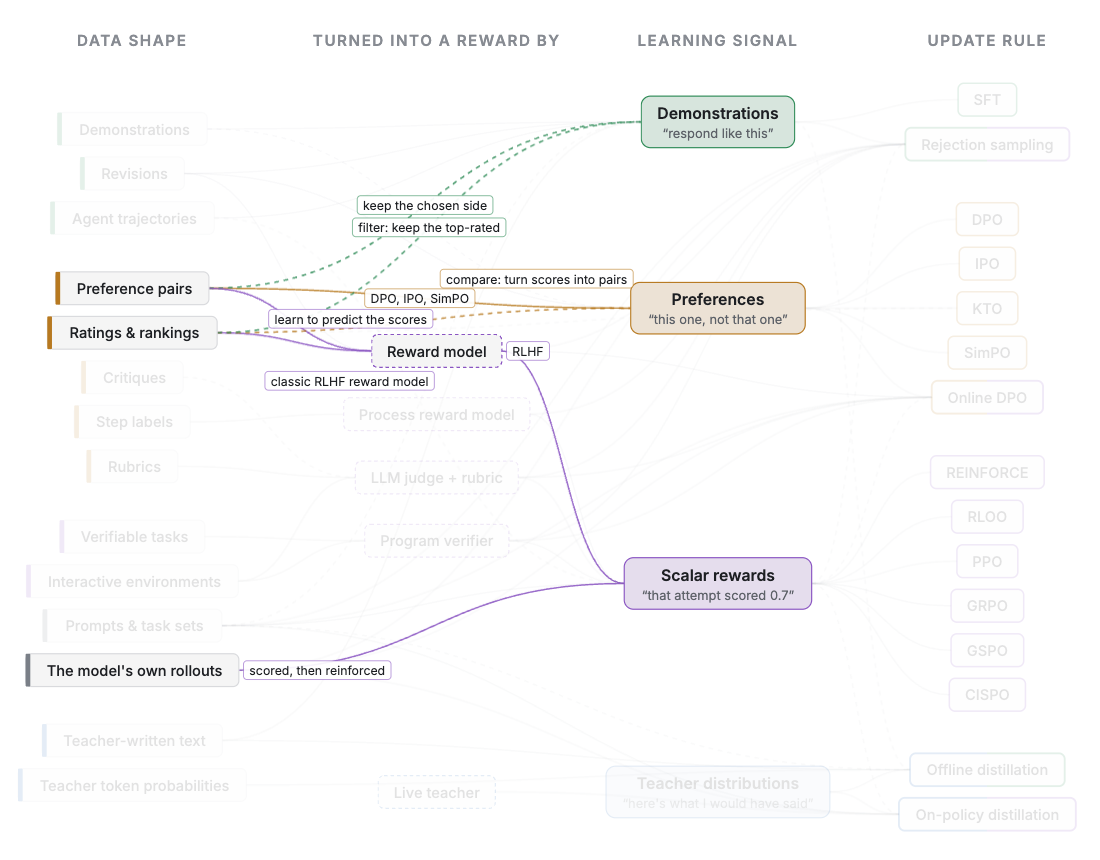 DATA SHAPE
TURNED INTO A REWARD BY
LEARNING SIGNAL
UPDATE RULE
Demonstrations
Revisions
Agent trajectories
Preference pairs
Ratings & rankings
Critiques
Step labels
Rubrics
Verifiable tasks
Interactive environments
Prompts & task sets
The model's own rollouts
Teacher-written text
Teacher token probabilities
keep the chosen side
filter: keep the top-rated
compare: turn scores into pairs
DPO, IPO, SimPO
learn to predict the scores
Reward model
RLHF
classic RLHF reward model
Process reward model
LLM judge + rubric
Program verifier
scored, then reinforced
Live teacher
Demonstrations
“respond like this”
Preferences
“this one, not that one”
Scalar rewards
“that attempt scored 0.7”
Teacher distributions
“here's what I would have said”
SFT
Rejection sampling
DPO
IPO
KTO
SimPO
Online DPO
REINFORCE
RLOO
PPO
GRPO
GSPO
CISPO
Offline distillation
On-policy distillation